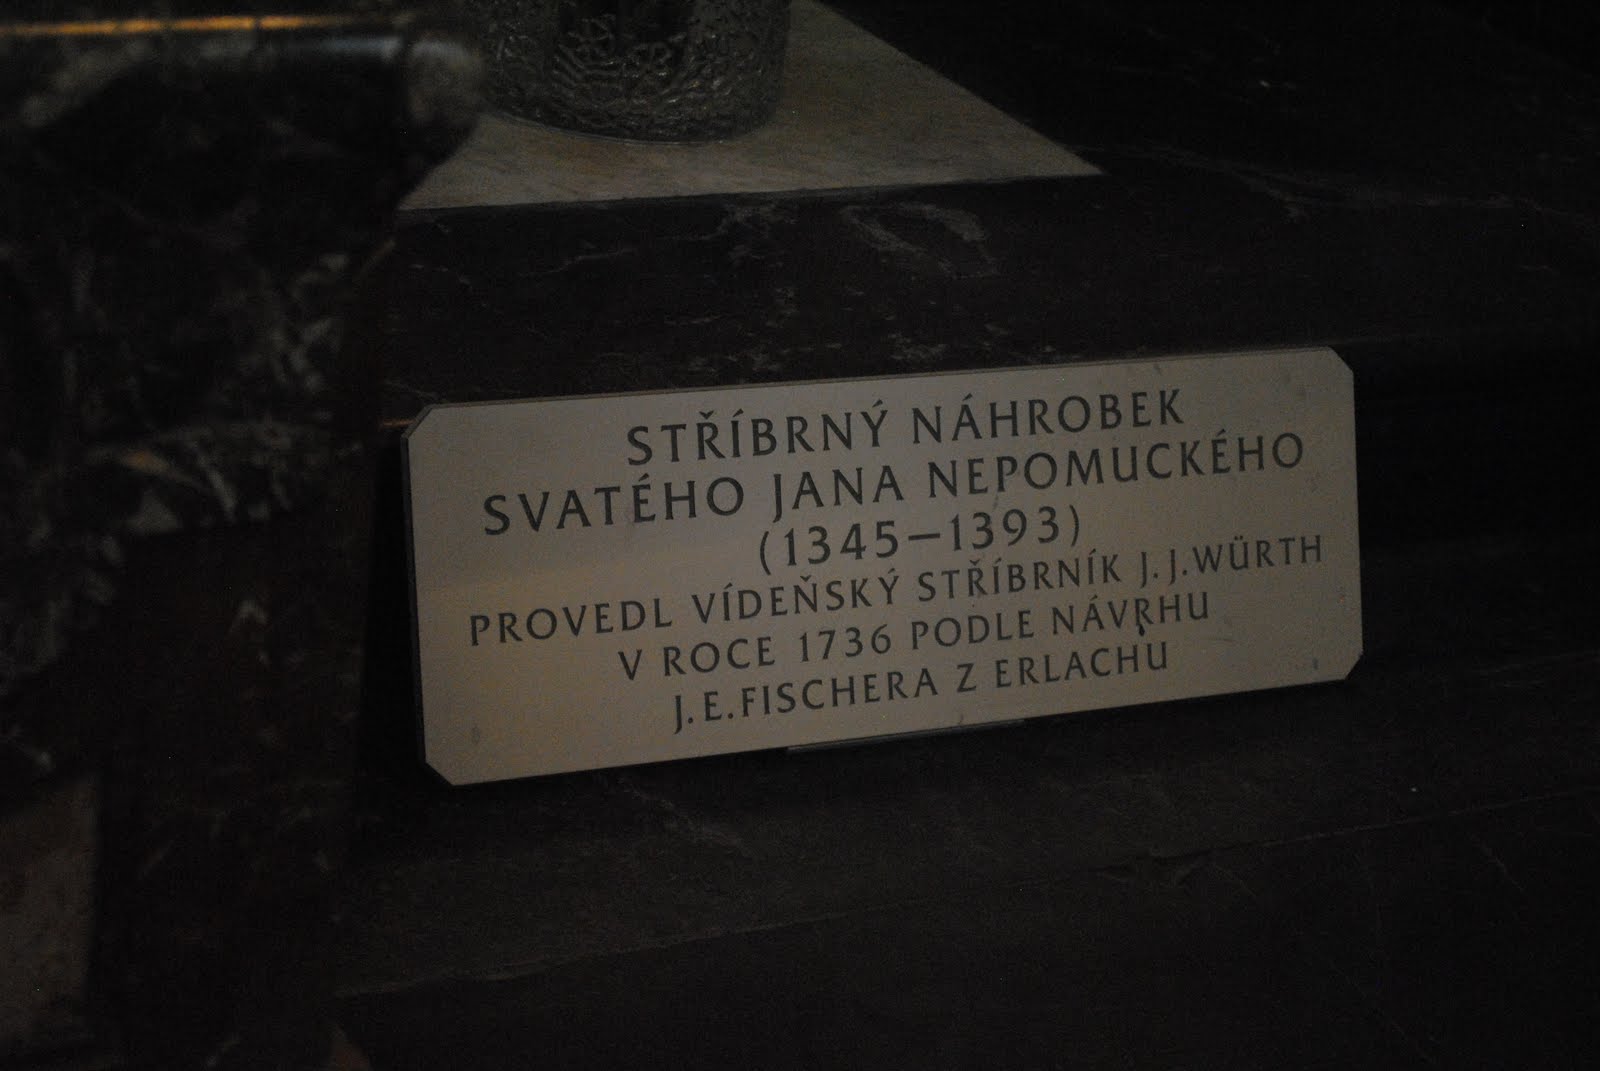 STŘÍBRNÝ NÁHROBEK
SVATÉHO JANA NEPOMUCKÉHO
(1345–1393)
PROVEDL VÍDEŇSKÝ STŘÍBRNÍK J.J.WÜRTH
V ROCE 1736 PODLE NÁVRHU
J.E.FISCHERA Z ERLACHU